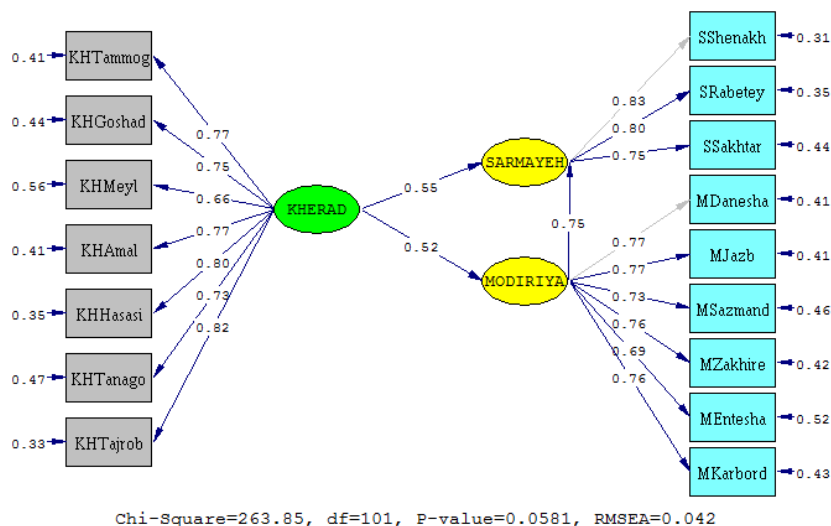 0.41 KHTammog
0.44 KHGoshad
0.56 KHMeyl
0.41 KHAmal
0.35 KHHasasi
0.47 KHTanago
0.33 KHTajrob
0.77
0.75
0.66
0.77
0.80
0.73
0.82
KHERAD
0.55
0.52
SARMAYEH
0.75
MODIRIYA
0.83
0.80
0.75
0.77
0.77
0.73
0.76
0.69
0.76
SShenakh 0.31
SRabetey 0.35
SSakhtar 0.44
MDanesha 0.41
MJazb 0.41
MSazmand 0.46
MZakhire 0.42
MEntesha 0.52
MKarbord 0.43
Chi-Square=263.85, df=101, P-value=0.0581, RMSEA=0.042